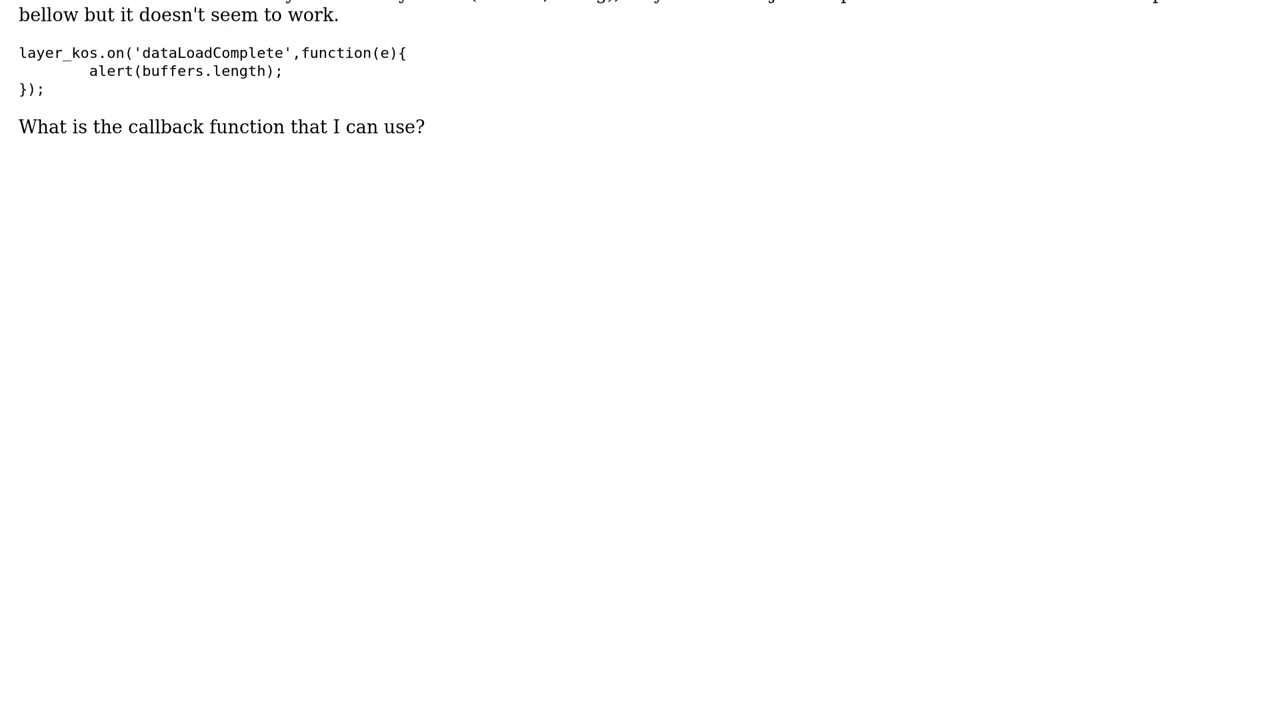 bellow but it doesn't seem to work.
layer_kos.on('dataLoadComplete',function(e){
        alert(buffers.length);
});
What is the callback function that I can use?